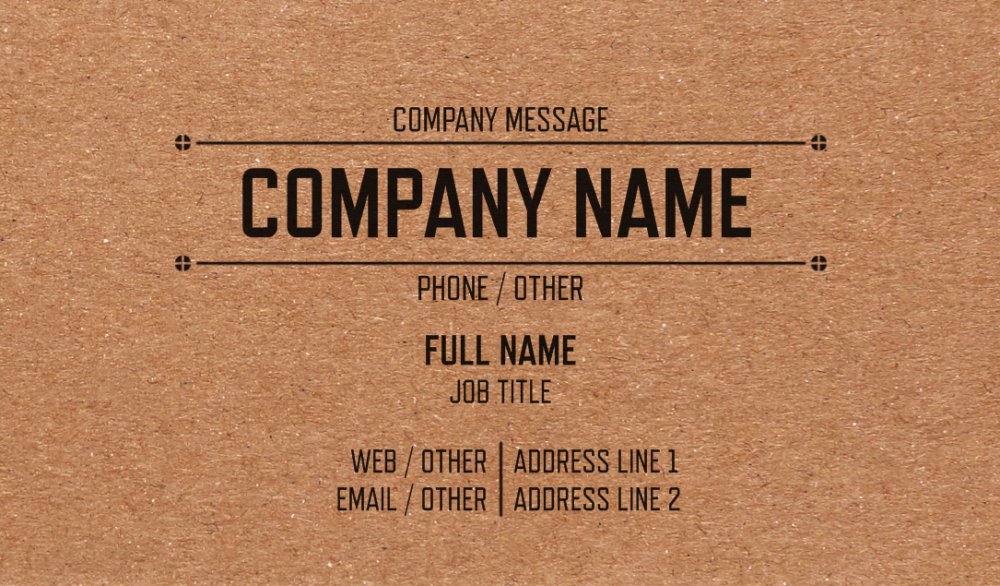 COMPANY MESSAGE
COMPANY NAME
PHONE / OTHER
FULL NAME
JOB TITLE
WEB / OTHER | ADDRESS LINE 1
EMAIL / OTHER | ADDRESS LINE 2